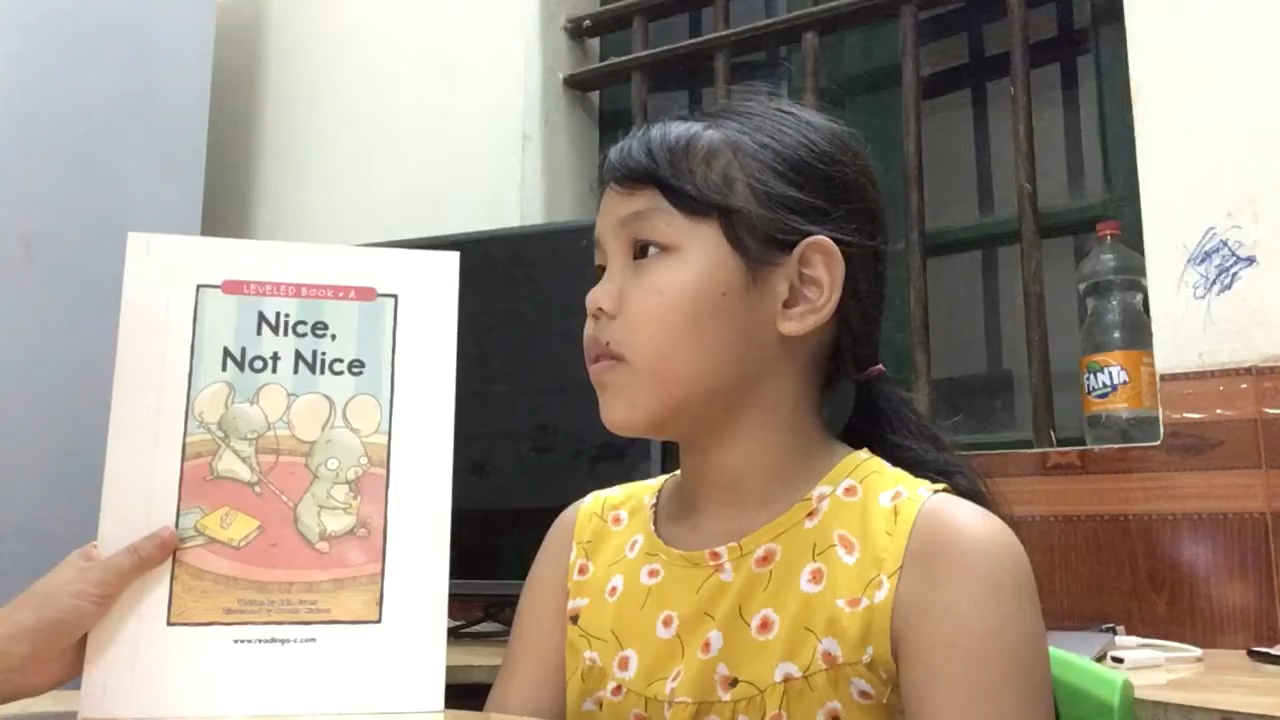 LEVELED BOOK • A
Nice,
Not Nice
www.readinga-z.com
FANTA